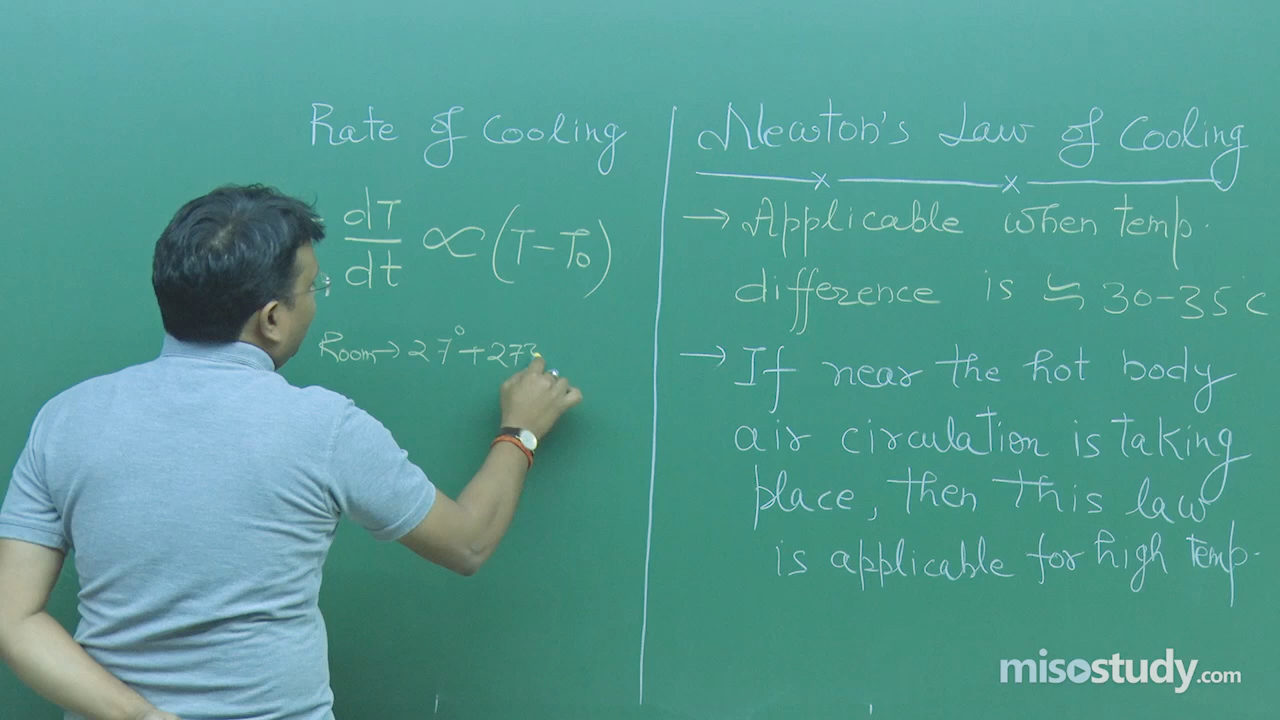 Rate of Cooling
dT/dt ∝ (T-T₀)
Room → 27° + 273
Newton's Law of Cooling
→ Applicable when temp.
difference is ≈ 30-35°C
→ If near the hot body
air circulation is taking
place, then this law
is applicable for high temp.
misostudy.com